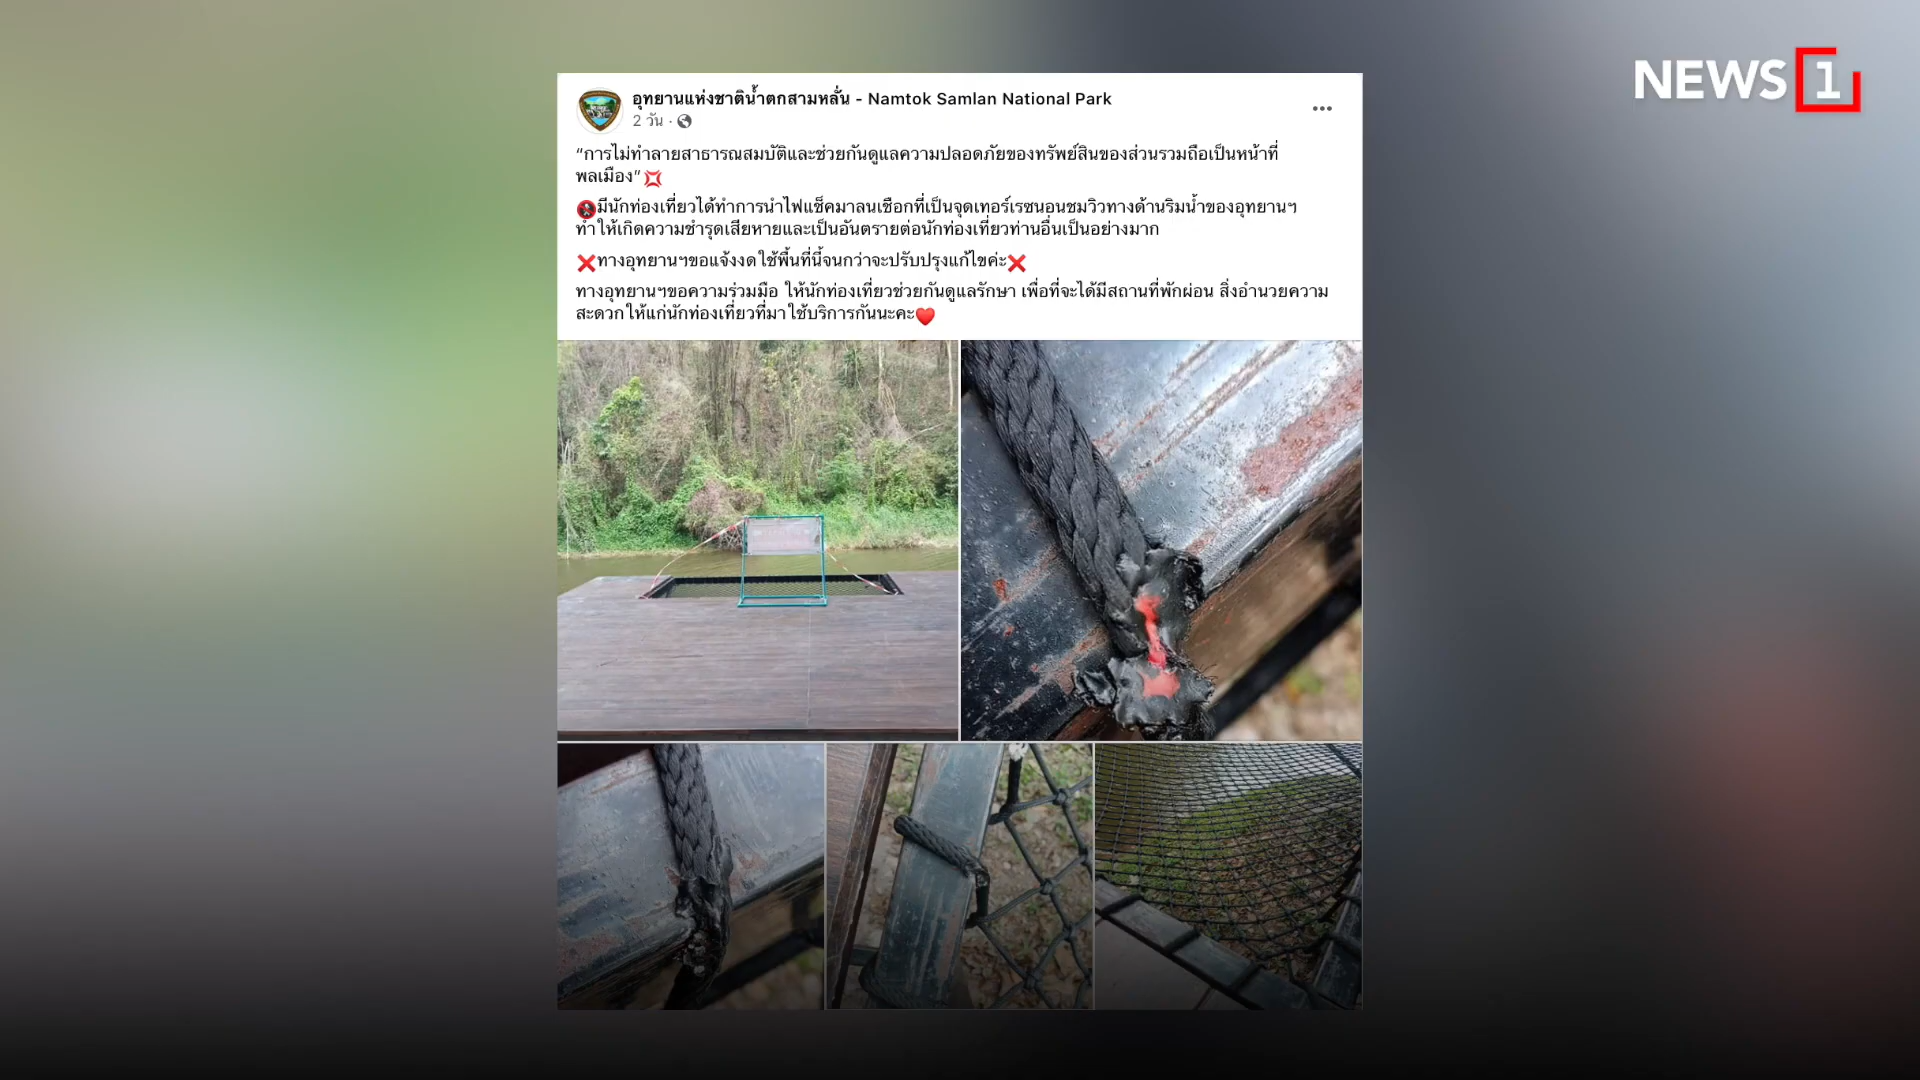 NEWS 1
อุทยานแห่งชาติน้ำตกสามหลั่น - Namtok Samlan National Park
2 วัน ·
“การไม่ทำลายสาธารณสมบัติและช่วยกันดูแลความปลอดภัยของทรัพย์สินของส่วนรวมถือเป็นหน้าที่
พลเมือง”💢
🚯มีนักท่องเที่ยวได้ทำการนำไฟแช็คมาลนเชือกที่เป็นจุดเทอร์เรซนอนชมวิวทางด้านริมน้ำของอุทยานฯ
ทำให้เกิดความชำรุดเสียหายและเป็นอันตรายต่อนักท่องเที่ยวท่านอื่นเป็นอย่างมาก
❌ทางอุทยานฯขอแจ้งงดใช้พื้นที่นี้จนกว่าจะปรับปรุงแก้ไขค่ะ❌
ทางอุทยานฯขอความร่วมมือ ให้นักท่องเที่ยวช่วยกันดูแลรักษา เพื่อที่จะได้มีสถานที่พักผ่อน สิ่งอำนวยความ
สะดวกให้แก่นักท่องเที่ยวที่มาใช้บริการกันนะคะ♥️